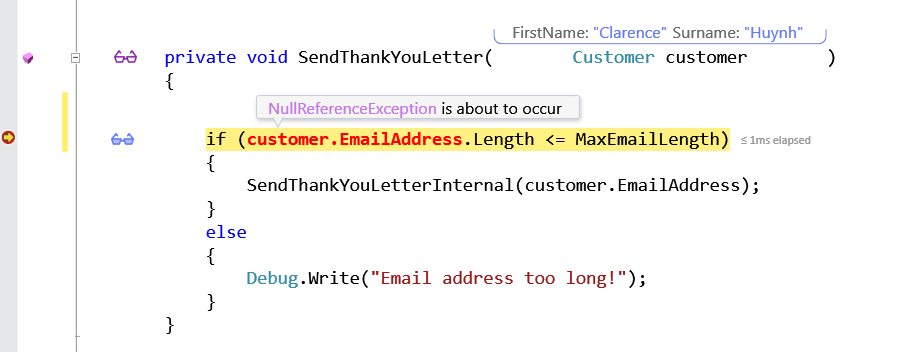 FirstName: "Clarence" Surname: "Huynh"
private void SendThankYouLetter( Customer customer )
{
NullReferenceException is about to occur
if (customer.EmailAddress.Length <= MaxEmailLength) ≤ 1ms elapsed
{
SendThankYouLetterInternal(customer.EmailAddress);
}
else
{
Debug.Write("Email address too long!");
}
}